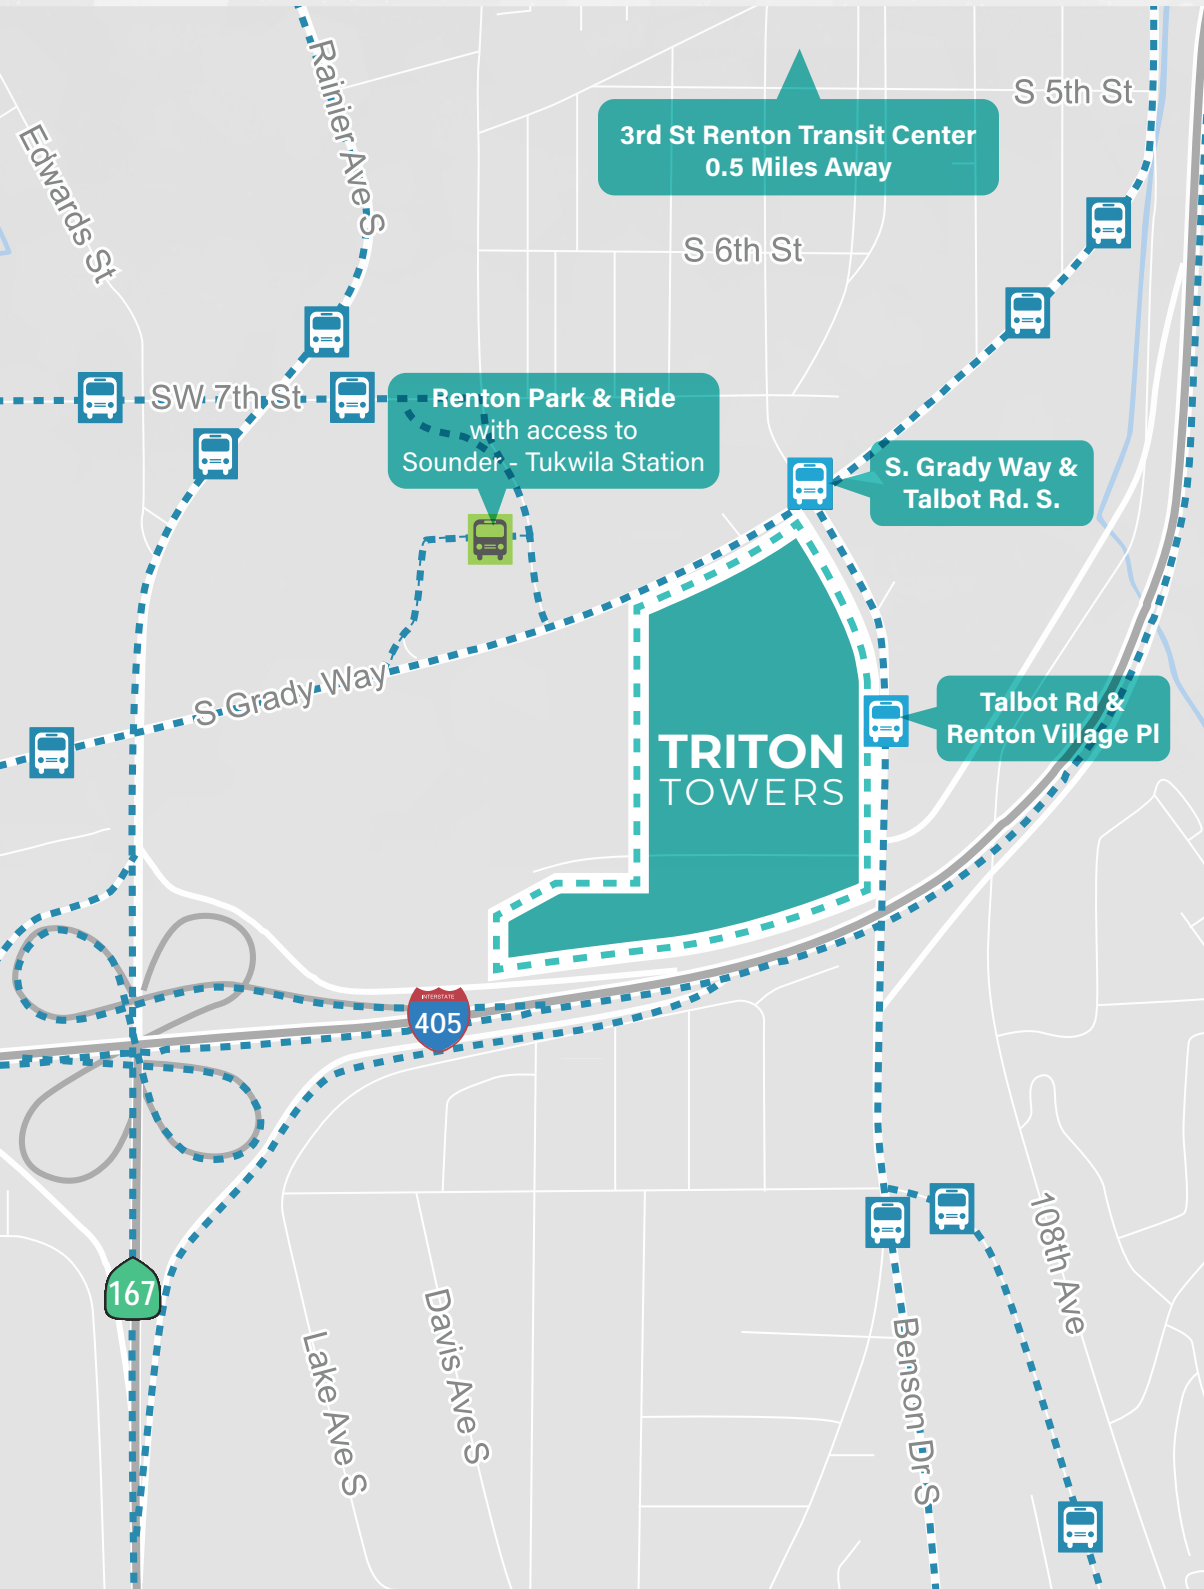 S 5th St
3rd St Renton Transit Center
0.5 Miles Away
Rainier Ave S
Edwards St
S 6th St
SW 7th St
Renton Park & Ride
with access to
Sounder - Tukwila Station
S. Grady Way &
Talbot Rd. S.
S Grady Way
Talbot Rd &
Renton Village Pl
TRITON
TOWERS
INTERSTATE
405
167
108th Ave
Davis Ave S
Lake Ave S
Benson Dr S